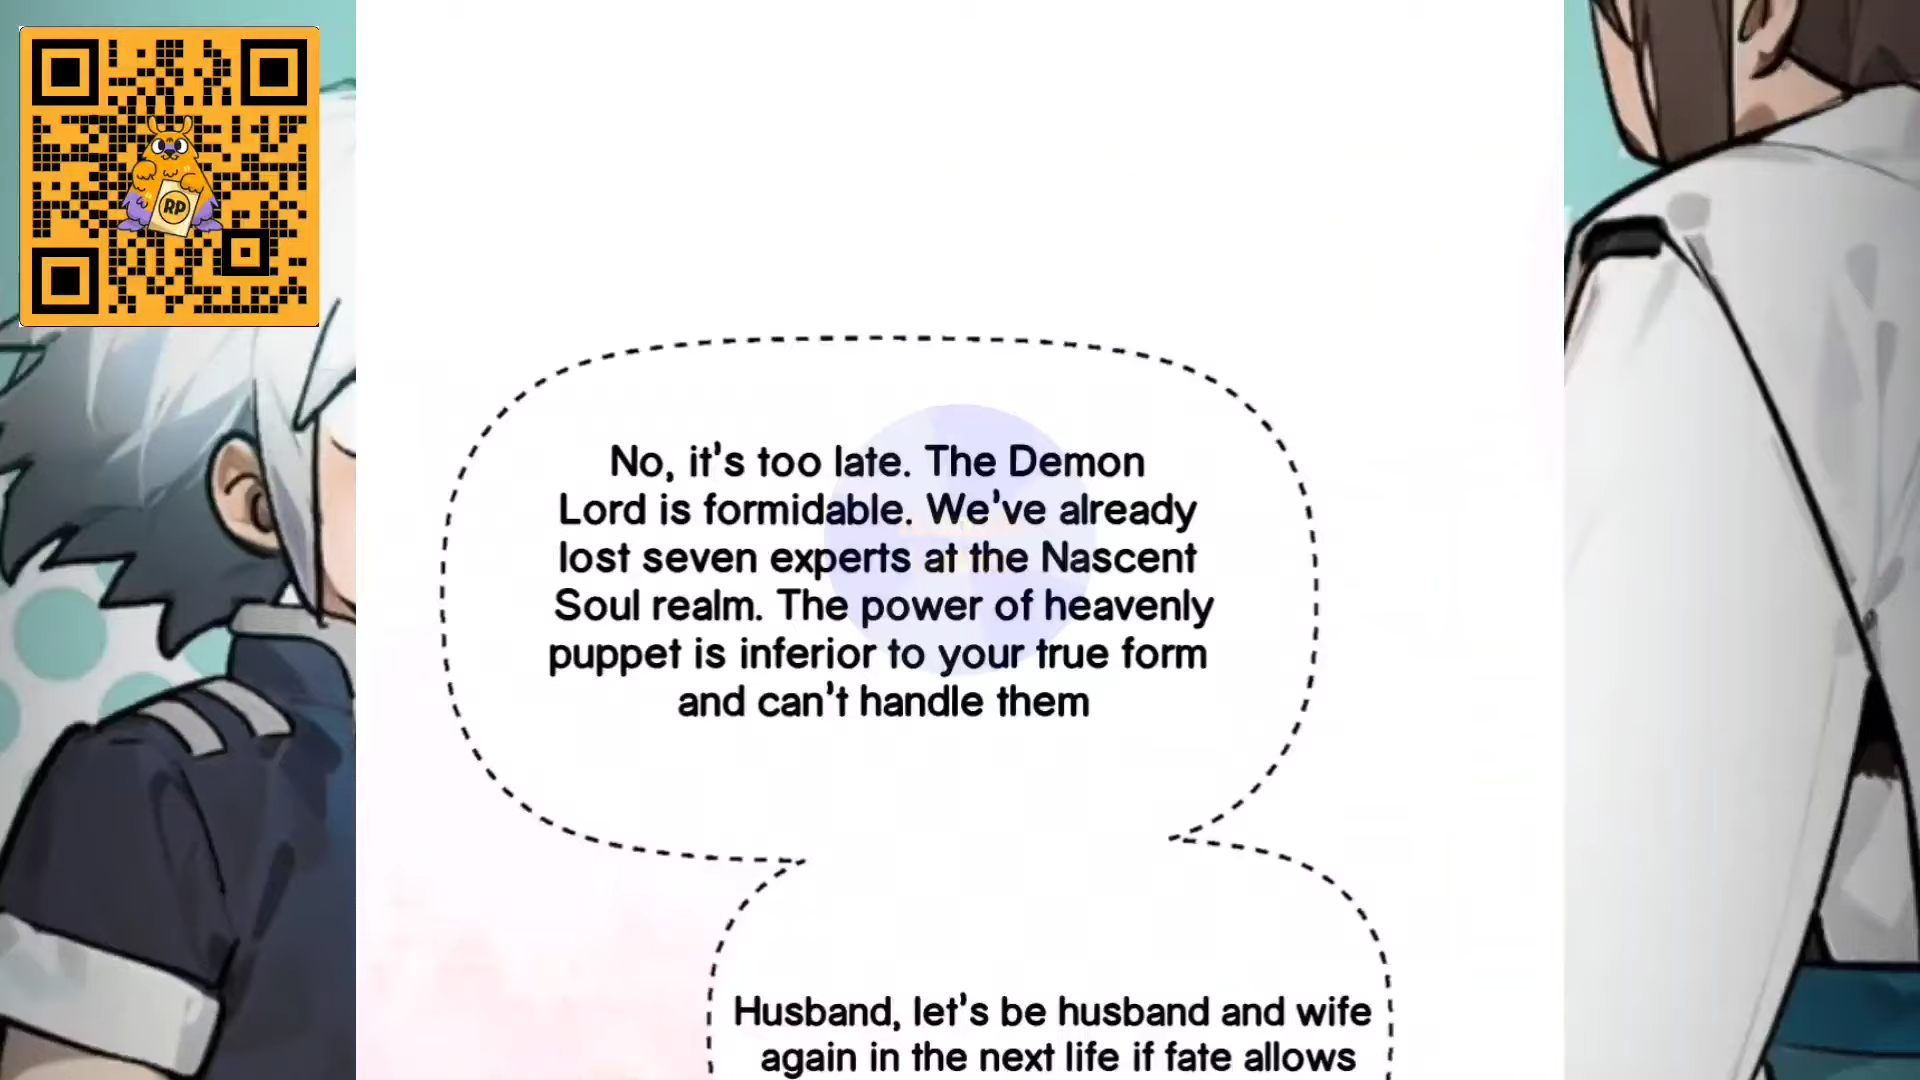 RP
No, it's too late. The Demon
Lord is formidable. We've already
lost seven experts at the Nascent
Soul realm. The power of heavenly
puppet is inferior to your true form
and can't handle them
Husband, let's be husband and wife
again in the next life if fate allows